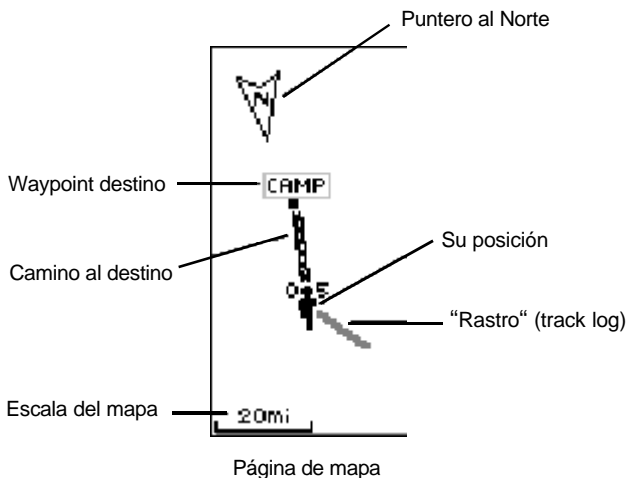 Puntero al Norte
N
Waypoint destino
CAMP
Su posición
Camino al destino
“Rastro“ (track log)
Escala del mapa
20mi
Página de mapa